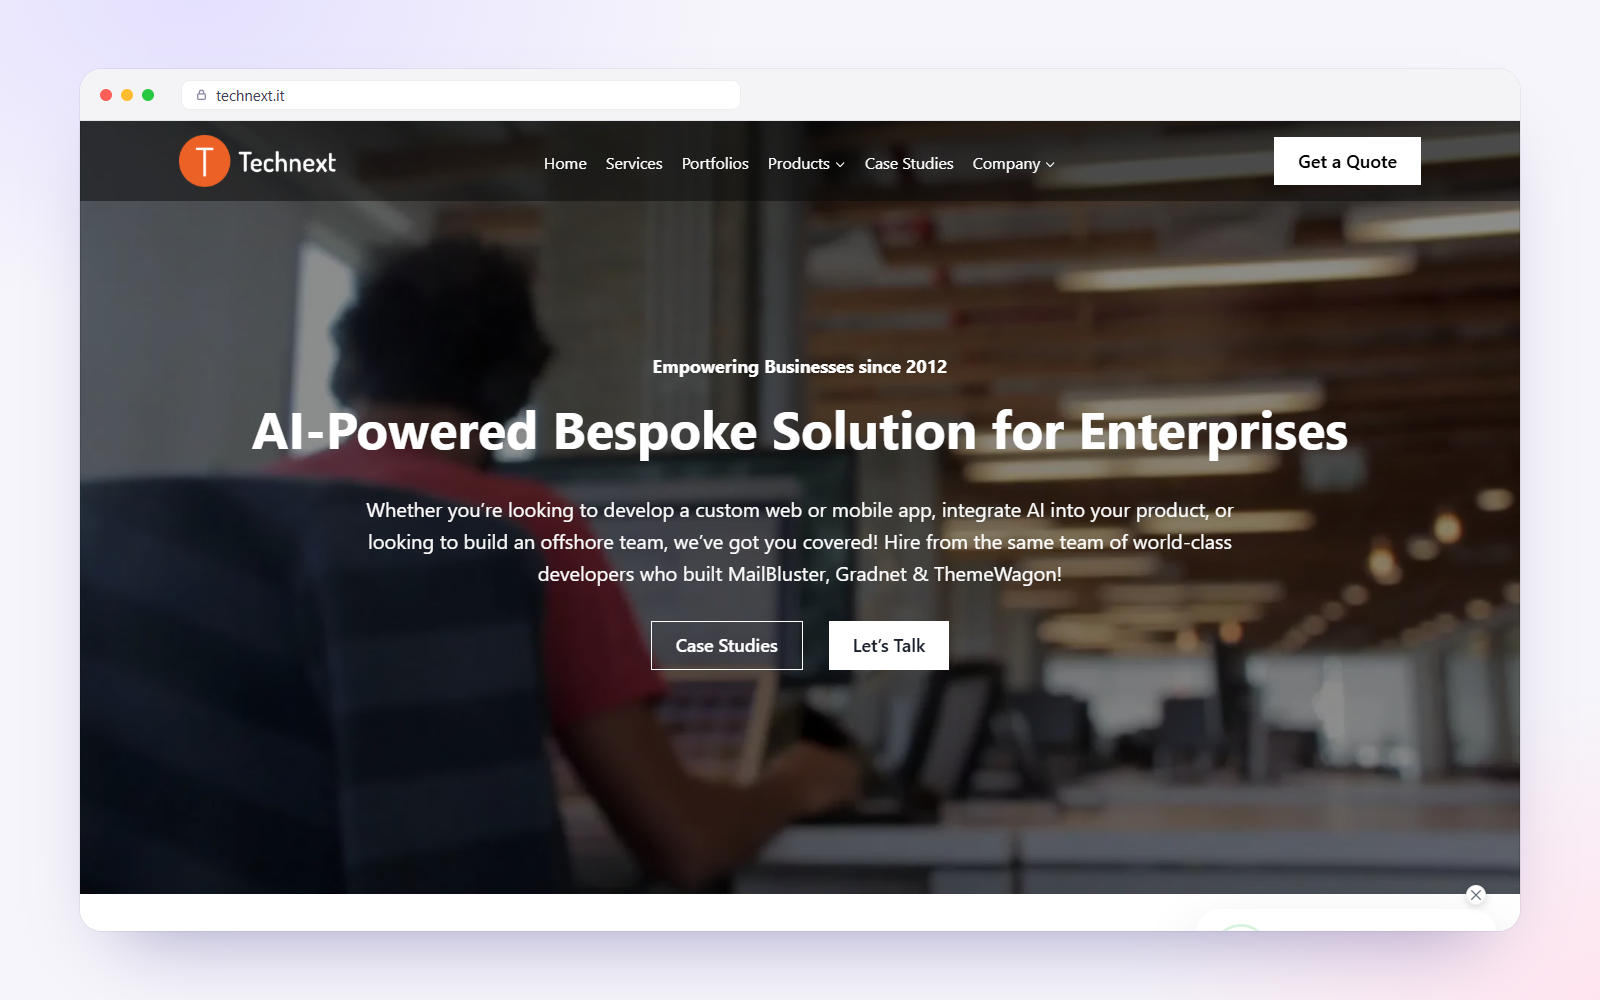 technext.it
T Technext
Home Services Portfolios Products Case Studies Company
Get a Quote
Empowering Businesses since 2012
AI-Powered Bespoke Solution for Enterprises
Whether you’re looking to develop a custom web or mobile app, integrate AI into your product, or
looking to build an offshore team, we’ve got you covered! Hire from the same team of world-class
developers who built MailBluster, Gradnet & ThemeWagon!
Case Studies
Let’s Talk